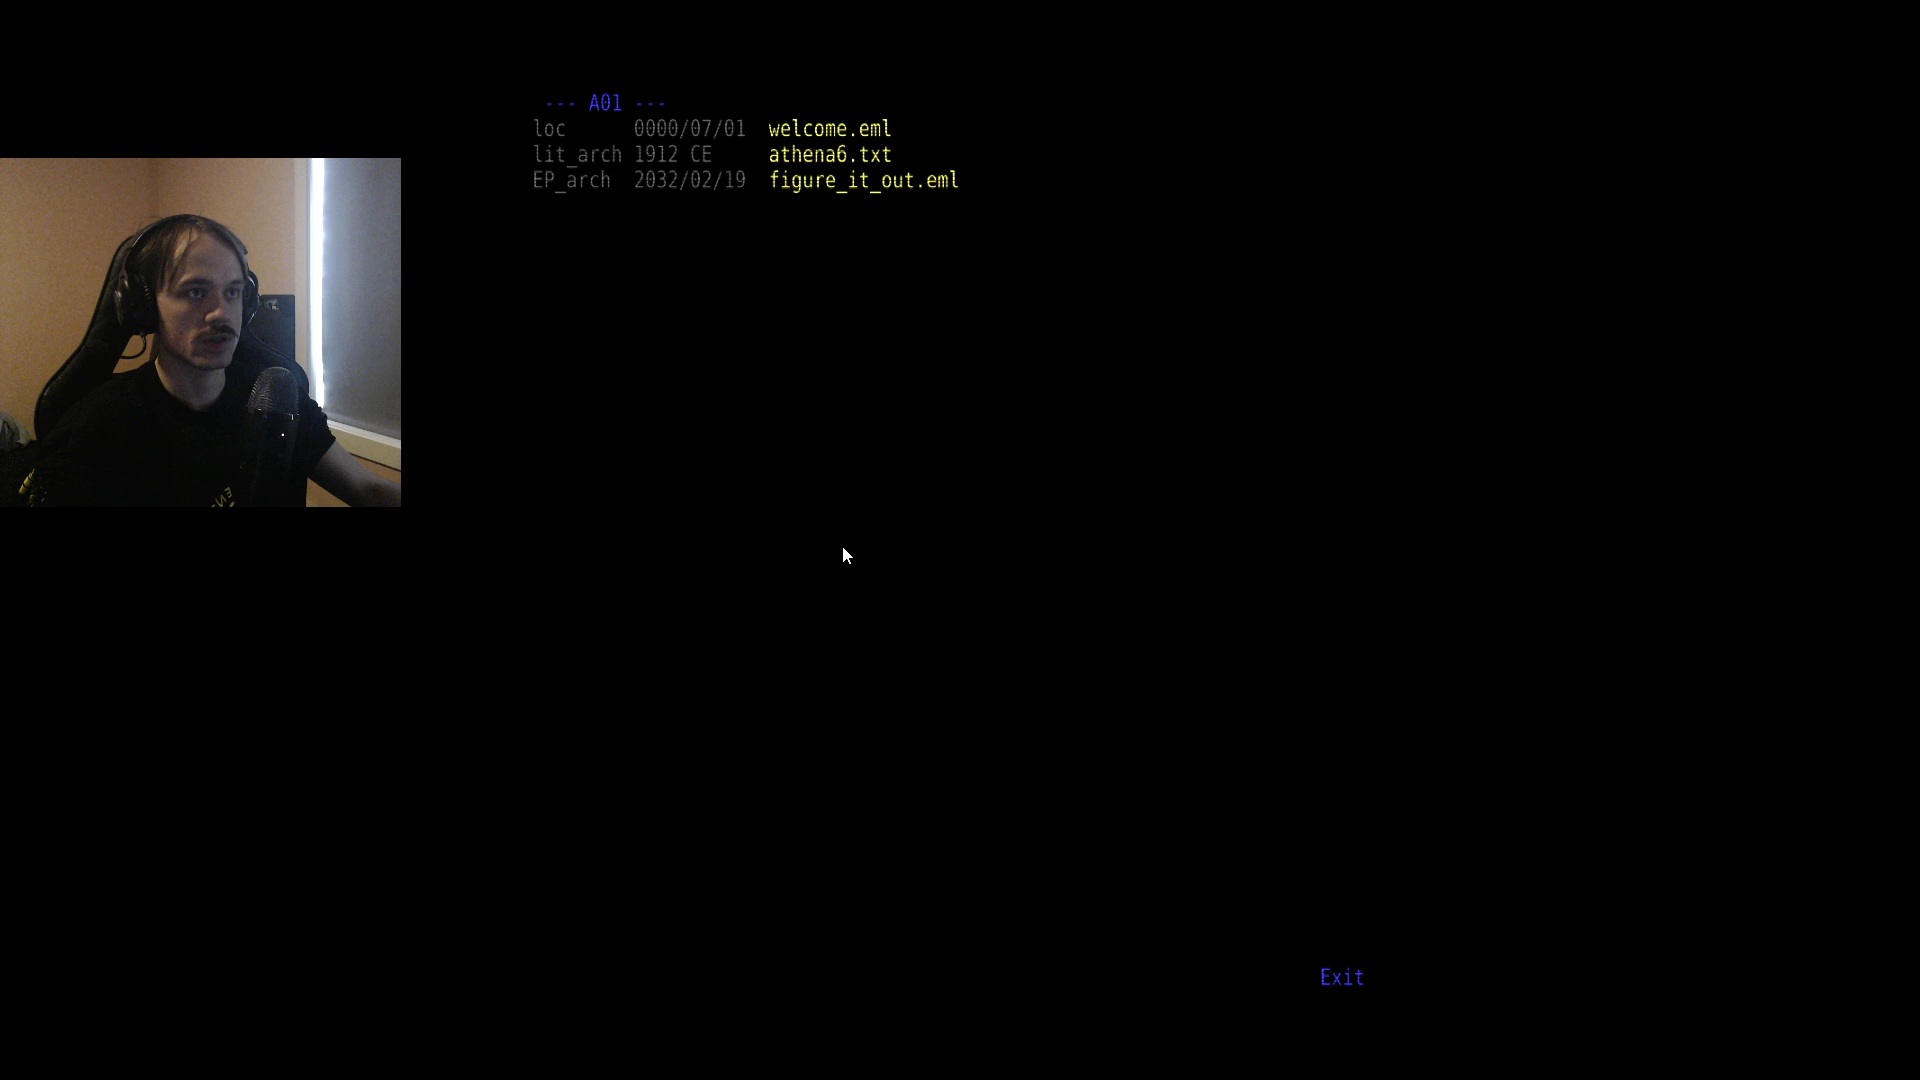 --- A01 ---
loc 0000/07/01 welcome.eml
lit_arch 1912 CE athena6.txt
EP_arch 2032/02/19 figure_it_out.eml
Exit